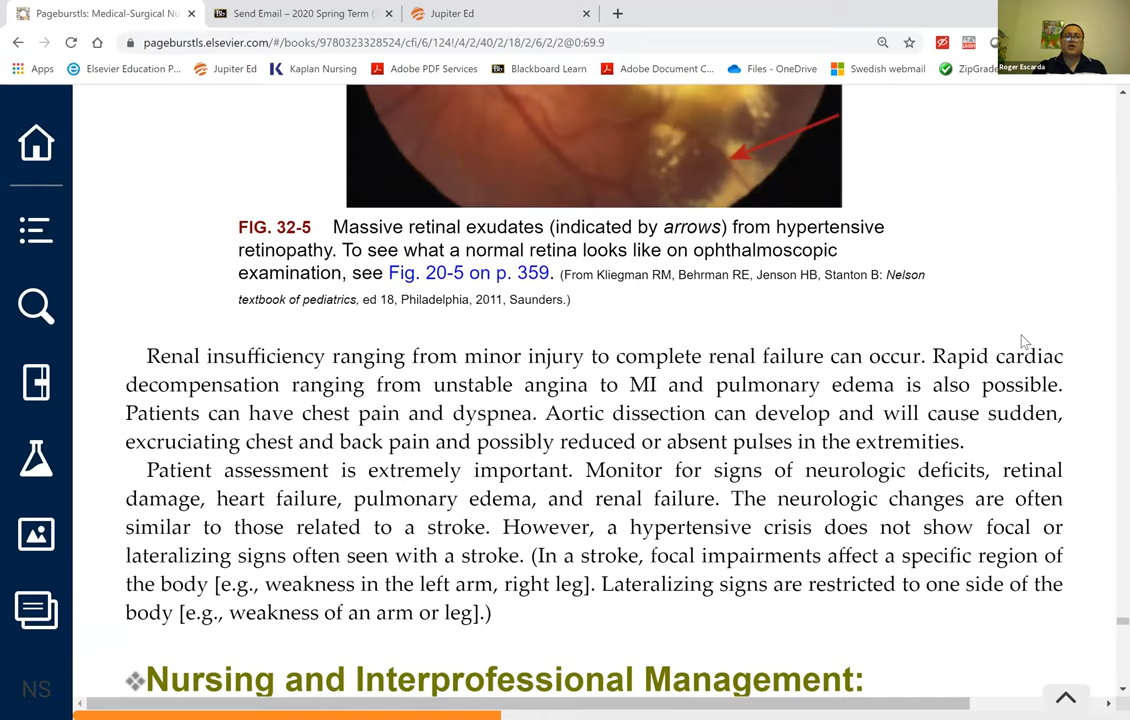 Pageburstls: Medical-Surgical Nu
Send Email – 2020 Spring Term (
Jupiter Ed
pageburstls.elsevier.com/#/books/9780323328524/cfi/6/124!/4/2/40/2/18/2/6/2/2@0:69.9
Roger Escarda
Apps
Elsevier Education P...
Jupiter Ed
Kaplan Nursing
Adobe PDF Services
Blackboard Learn
Adobe Document C...
Files - OneDrive
Swedish webmail
ZipGrade
FIG. 32-5 Massive retinal exudates (indicated by arrows) from hypertensive
retinopathy. To see what a normal retina looks like on ophthalmoscopic
examination, see Fig. 20-5 on p. 359. (From Kliegman RM, Behrman RE, Jenson HB, Stanton B: Nelson
textbook of pediatrics, ed 18, Philadelphia, 2011, Saunders.)
Renal insufficiency ranging from minor injury to complete renal failure can occur. Rapid cardiac
decompensation ranging from unstable angina to MI and pulmonary edema is also possible.
Patients can have chest pain and dyspnea. Aortic dissection can develop and will cause sudden,
excruciating chest and back pain and possibly reduced or absent pulses in the extremities.
Patient assessment is extremely important. Monitor for signs of neurologic deficits, retinal
damage, heart failure, pulmonary edema, and renal failure. The neurologic changes are often
similar to those related to a stroke. However, a hypertensive crisis does not show focal or
lateralizing signs often seen with a stroke. (In a stroke, focal impairments affect a specific region of
the body [e.g., weakness in the left arm, right leg]. Lateralizing signs are restricted to one side of the
body [e.g., weakness of an arm or leg].)
❖Nursing and Interprofessional Management:
NS